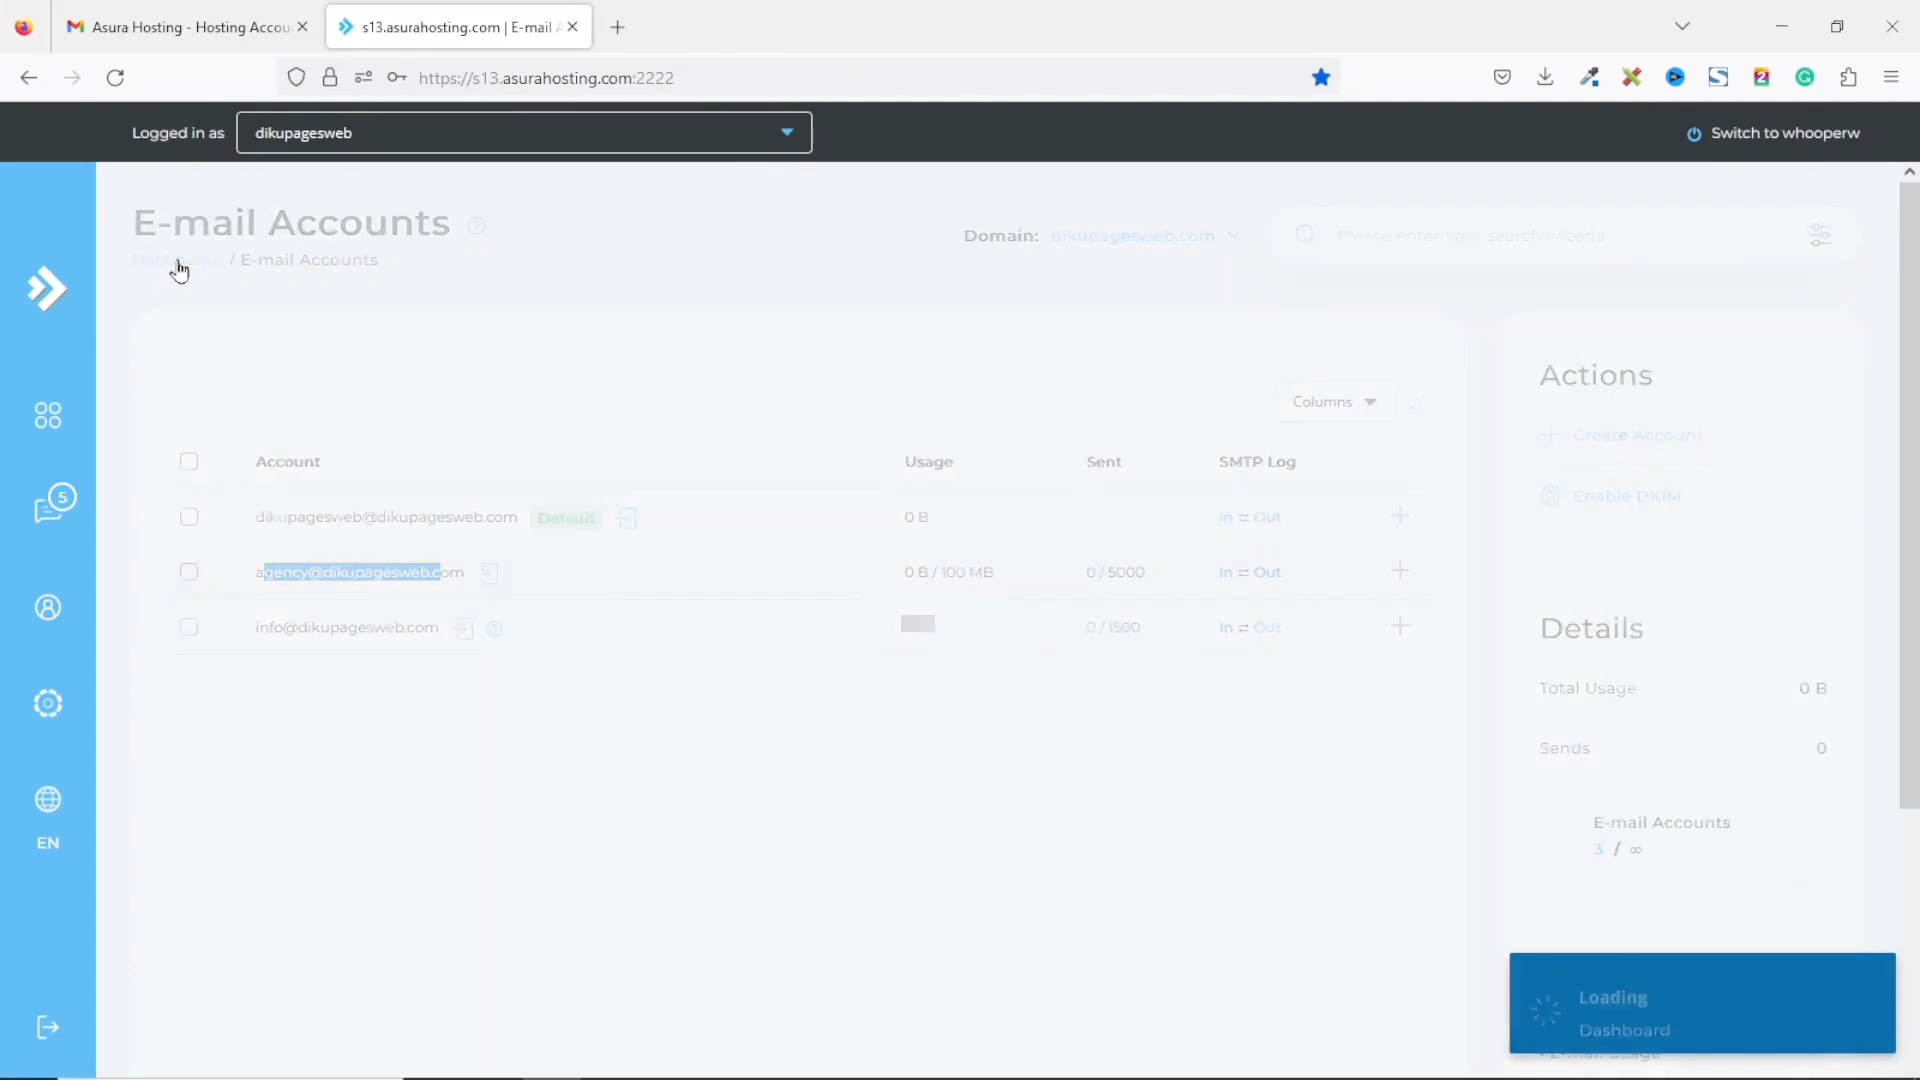 Asura Hosting - Hosting Accou
s13.asurahosting.com | E-mail A
https://s13.asurahosting.com:2222
Logged in as
dikupagesweb
Switch to whooperw
E-mail Accounts
Domain: dikupagesweb.com
Please enter your search criteria
/ E-mail Accounts
Columns
Actions
Create Account
Enable DKIM
Account
Usage
Sent
SMTP Log
dikupagesweb@dikupagesweb.com
Default
0 B
In ⇄ Out
agency@dikupagesweb.com
0 B / 100 MB
0 / 5000
In ⇄ Out
info@dikupagesweb.com
0 / 1500
In ⇄ Out
5
EN
Details
Total Usage
0 B
Sends
0
E-mail Accounts
3 / ∞
Loading
Dashboard
E-mail Usage